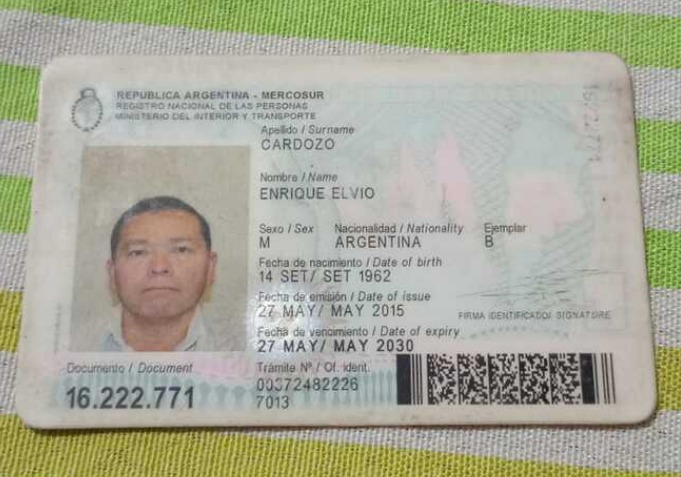 REPUBLICA ARGENTINA - MERCOSUR
REGISTRO NACIONAL DE LAS PERSONAS
MINISTERIO DEL INTERIOR Y TRANSPORTE
Apellido / Surname
CARDOZO
Nombre / Name
ENRIQUE ELVIO
Sexo / Sex Nacionalidad / Nationality Ejemplar
M ARGENTINA B
Fecha de nacimiento / Date of birth
14 SET/ SET 1962
Fecha de emisión / Date of issue
27 MAY/ MAY 2015
FIRMA IDENTIFICADO/ SIGNATURE
Fecha de vencimiento / Date of expiry
27 MAY/ MAY 2030
Documento / Document Trámite Nº / Of. ident.
16.222.771 00372482226
7013